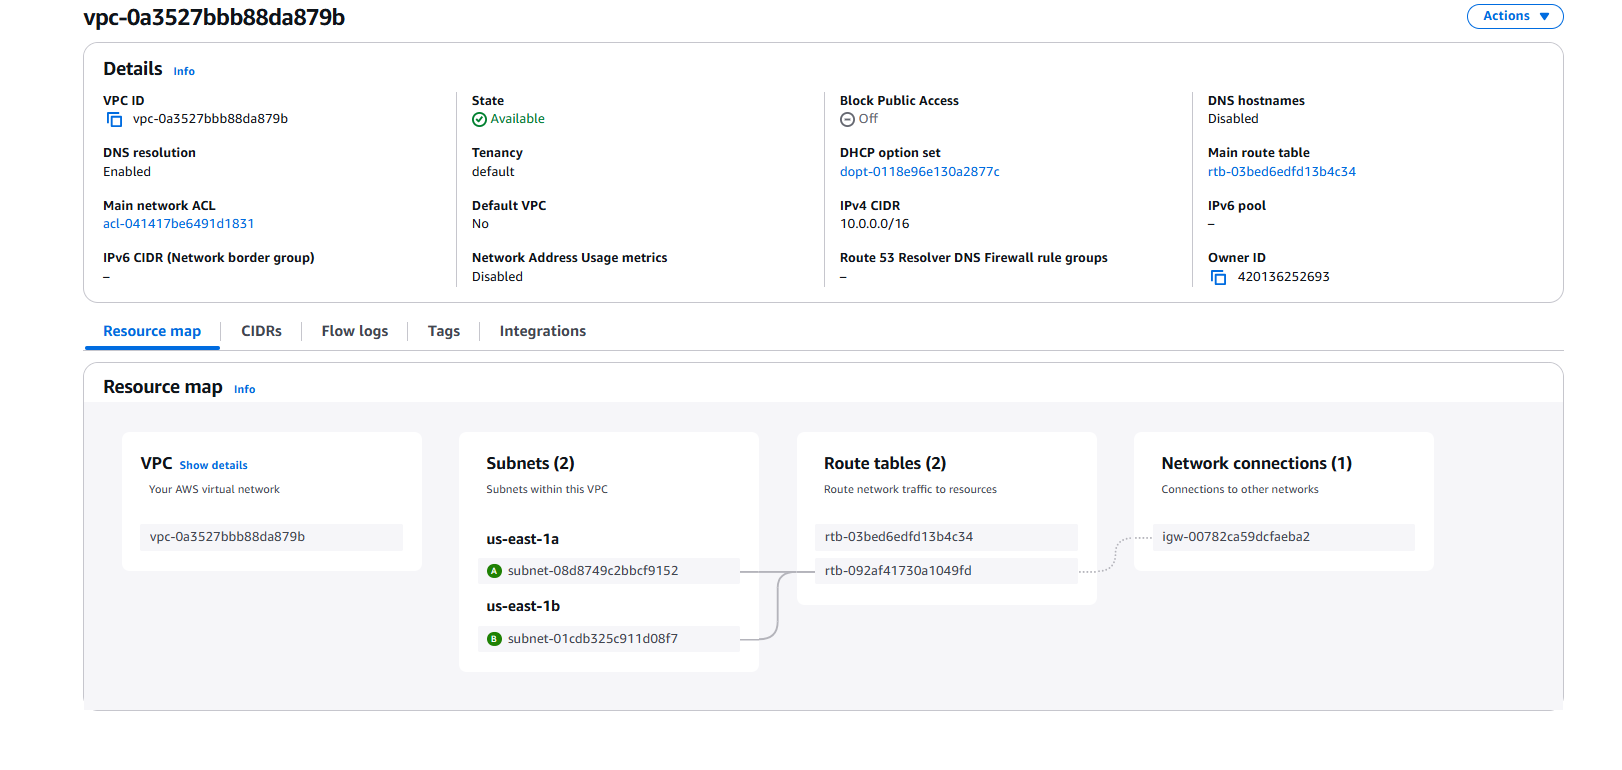 vpc-0a3527bbb88da879b
Actions
Details Info
VPC ID
vpc-0a3527bbb88da879b
State
Available
Block Public Access
Off
DNS hostnames
Disabled
DNS resolution
Enabled
Tenancy
default
DHCP option set
dopt-0118e96e130a2877c
Main route table
rtb-03bed6edfd13b4c34
Main network ACL
acl-041417be6491d1831
Default VPC
No
IPv4 CIDR
10.0.0.0/16
IPv6 pool
–
IPv6 CIDR (Network border group)
–
Network Address Usage metrics
Disabled
Route 53 Resolver DNS Firewall rule groups
–
Owner ID
420136252693
Resource map CIDRs Flow logs Tags Integrations
Resource map Info
VPC Show details
Your AWS virtual network
vpc-0a3527bbb88da879b
Subnets (2)
Subnets within this VPC
us-east-1a
A subnet-08d8749c2bbcf9152
us-east-1b
B subnet-01cdb325c911d08f7
Route tables (2)
Route network traffic to resources
rtb-03bed6edfd13b4c34
rtb-092af41730a1049fd
Network connections (1)
Connections to other networks
igw-00782ca59dcfaeba2